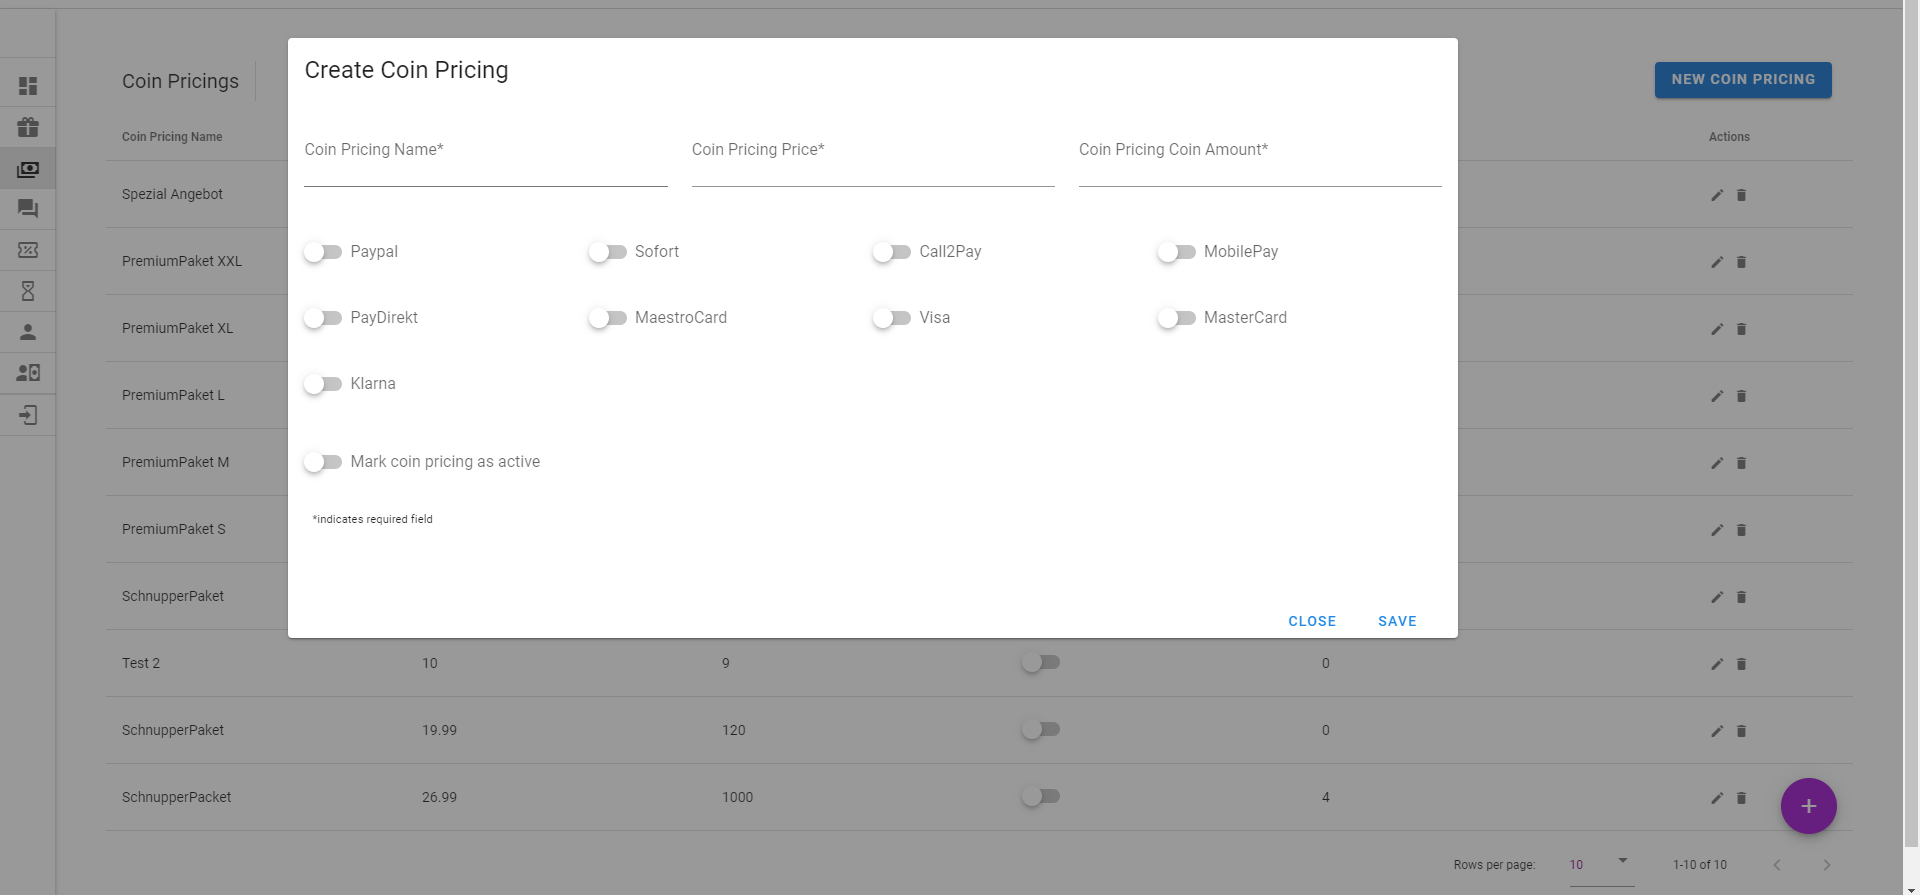 Create Coin Pricing
Coin Pricings
NEW COIN PRICING
Coin Pricing Name
Actions
Coin Pricing Name*
Coin Pricing Price*
Coin Pricing Coin Amount*
Spezial Angebot
Paypal
Sofort
Call2Pay
MobilePay
PremiumPaket XXL
PayDirekt
MaestroCard
Visa
MasterCard
PremiumPaket XL
Klarna
PremiumPaket L
Mark coin pricing as active
PremiumPaket M
*indicates required field
PremiumPaket S
SchnupperPaket
CLOSE
SAVE
Test 2 10 9 0
SchnupperPaket 19.99 120 0
SchnupperPacket 26.99 1000 4
Rows per page: 10 1-10 of 10